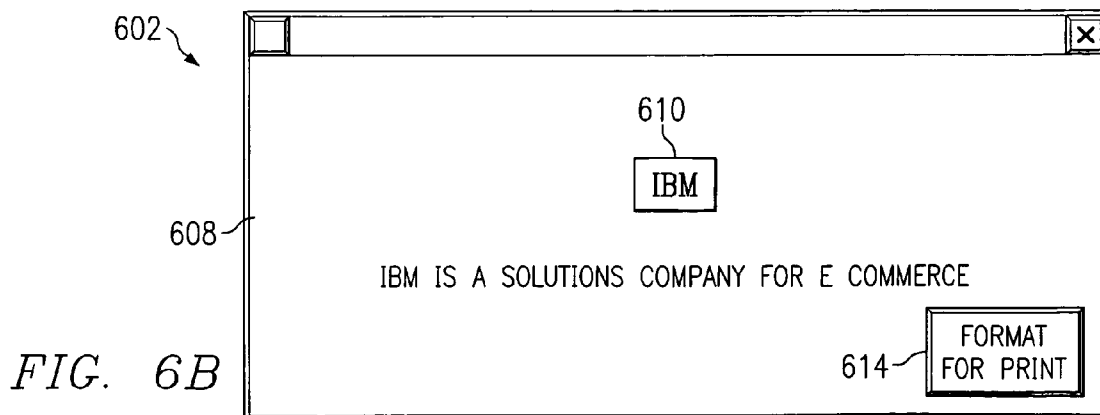 602
X
610
IBM
608
IBM IS A SOLUTIONS COMPANY FOR E COMMERCE
FORMAT
FOR PRINT
614
FIG. 6B